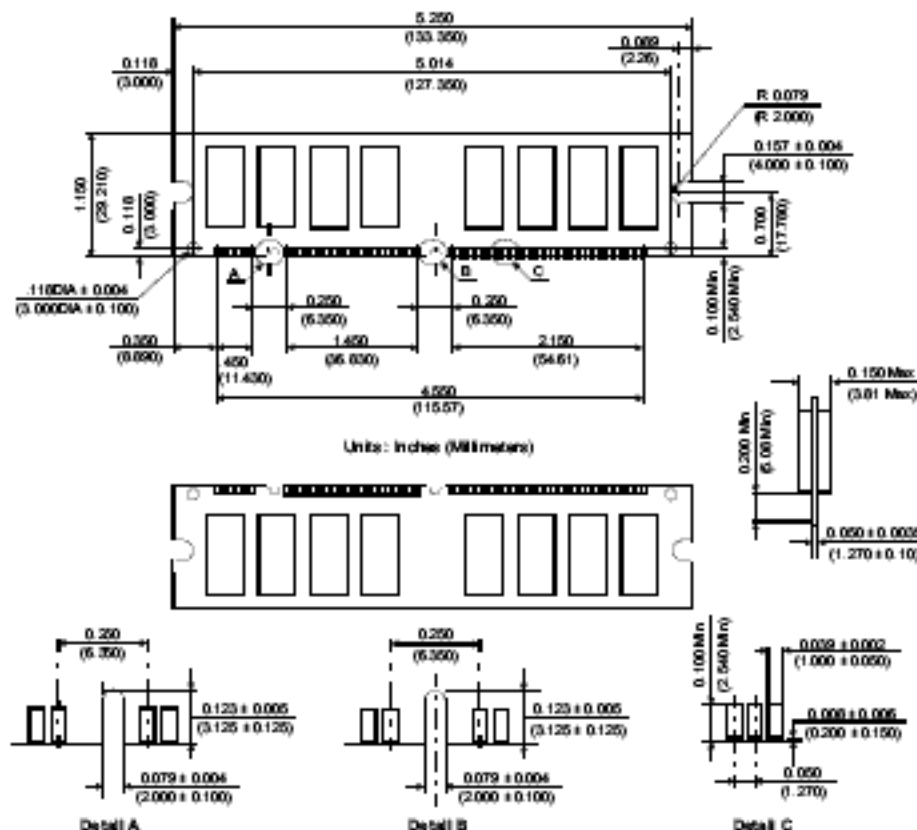 5.250
(133.350)
0.089
(2.26)
0.118
(3.000)
5.014
(127.350)
R 0.079
(R 2.000)
0.157 ± 0.004
(4.000 ± 0.100)
1.150
(29.210)
0.118
(3.000)
0.700
(17.780)
A
B
C
.118DIA ± 0.004
(3.000DIA ± 0.100)
0.250
(6.350)
0.250
(6.350)
0.100 Min
(2.540 Min)
0.350
(8.890)
.450
(11.430)
1.450
(36.830)
2.150
(54.61)
4.550
(115.57)
0.150 Max
(3.81 Max)
Units : Inches (Millimeters)
0.200 Min
(5.08 Min)
0.050 ± 0.0039
(1.270 ± 0.10)
0.250
(6.350)
0.250
(6.350)
0.100 Min
(2.540 Min)
0.039 ± 0.002
(1.000 ± 0.050)
0.123 ± 0.005
(3.125 ± 0.125)
0.123 ± 0.005
(3.125 ± 0.125)
0.008 ± 0.006
(0.200 ± 0.150)
0.079 ± 0.004
(2.000 ± 0.100)
0.079 ± 0.004
(2.000 ± 0.100)
0.050
(1.270)
Detail A
Detail B
Detail C